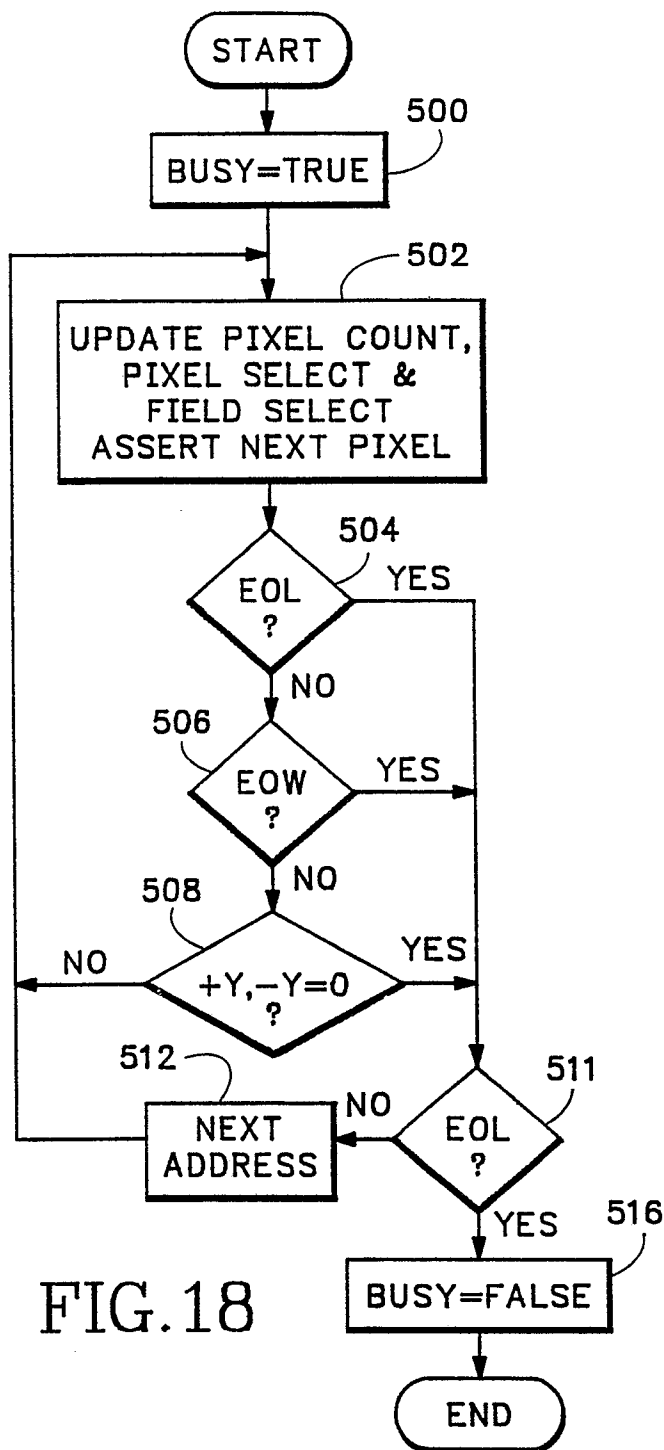 START
500
BUSY=TRUE
502
UPDATE PIXEL COUNT,
PIXEL SELECT &
FIELD SELECT
ASSERT NEXT PIXEL
504
EOL
?
YES
NO
506
EOW
?
YES
NO
508
+Y,-Y=0
?
NO
YES
512
NEXT
ADDRESS
NO
511
EOL
?
YES
516
BUSY=FALSE
END
FIG.18